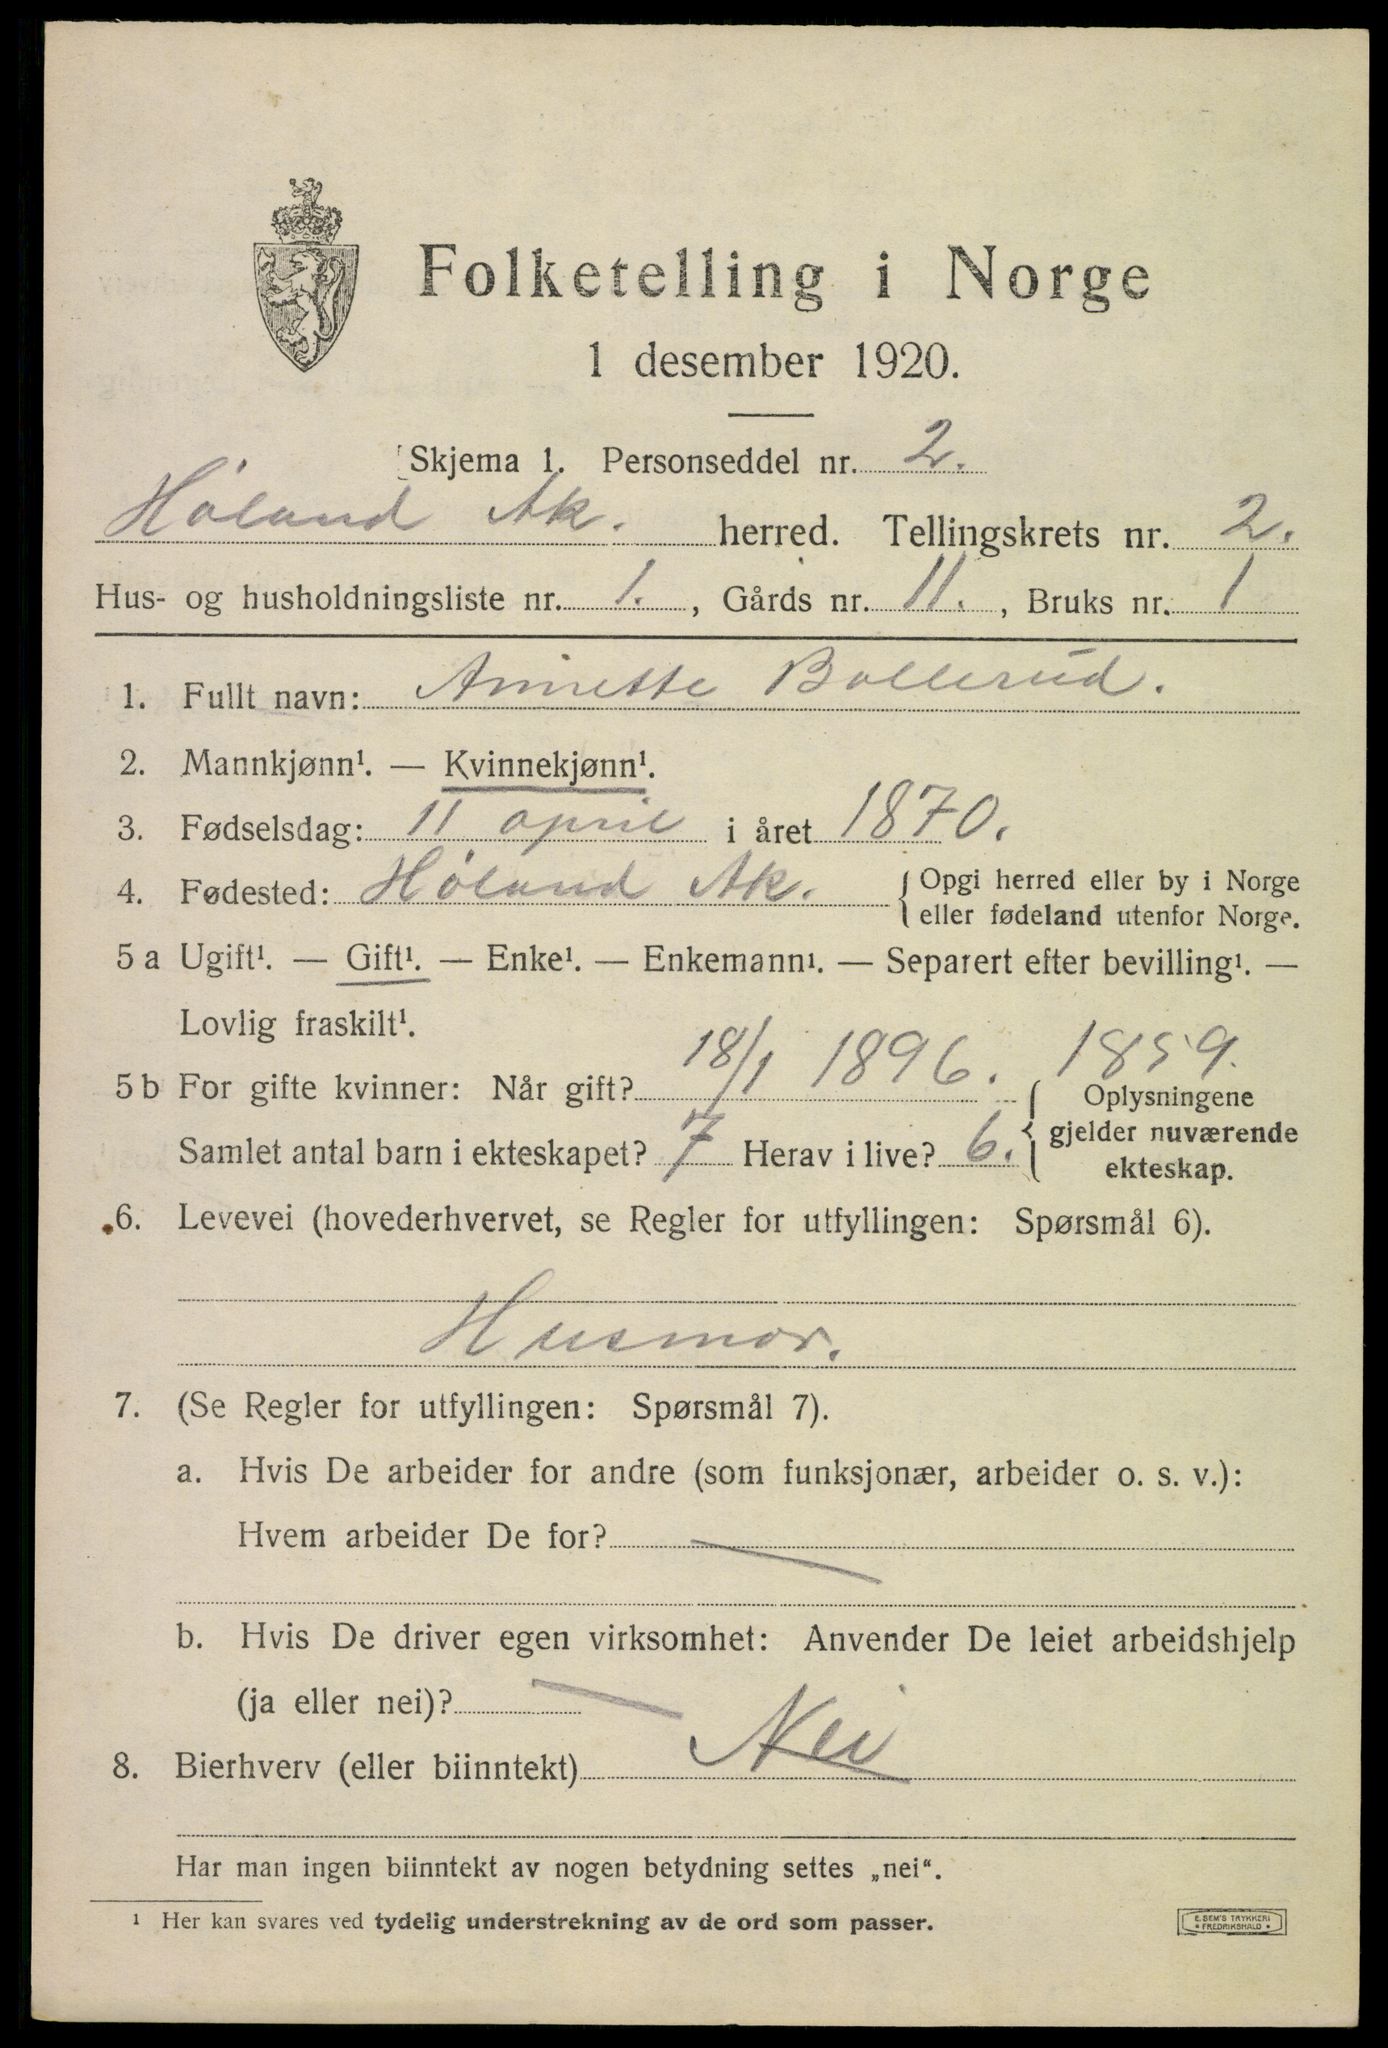 Folketelling i Norge
1 desember 1920.
Skjema 1. Personseddel nr. 2.
Høland Ak. herred. Tellingskrets nr. 2.
Hus- og husholdningsliste nr. 1., Gårds nr. 11., Bruks nr. 1
1. Fullt navn: Annette Bollerud.
2. Mannkjønn¹. — Kvinnekjønn¹.
3. Fødselsdag: 11 april i året 1870.
4. Fødested: Høland Ak. { Opgi herred eller by i Norge
eller fødeland utenfor Norge.
5 a Ugift¹. — Gift¹. — Enke¹. — Enkemann¹. — Separert efter bevilling¹. —
Lovlig fraskilt¹.
5 b For gifte kvinner: Når gift? 18/1 1896. 1859.
Samlet antal barn i ekteskapet? 7 Herav i live? 6. { Oplysningene
gjelder nuværende
ekteskap.
6. Levevei (hovederhvervet, se Regler for utfyllingen: Spørsmål 6).
Husmor.
7. (Se Regler for utfyllingen: Spørsmål 7).
a. Hvis De arbeider for andre (som funksjonær, arbeider o. s. v.):
Hvem arbeider De for? —
b. Hvis De driver egen virksomhet: Anvender De leiet arbeidshjelp
(ja eller nei)? —
8. Bierhverv (eller biinntekt) Nei
Har man ingen biinntekt av nogen betydning settes „nei“.
¹ Her kan svares ved tydelig understrekning av de ord som passer.
E. SEM'S TRYKKERI
• FREDRIKSHALD •